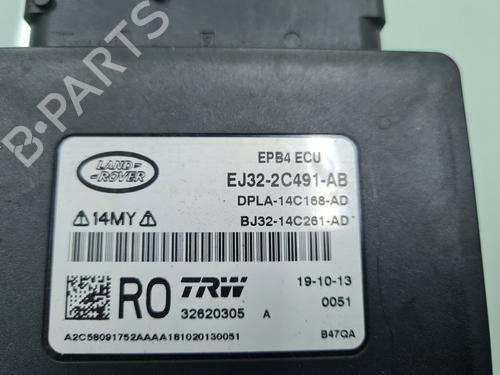 B-PARTS
LAND-
-ROVER
EPB4 ECU
EJ32-2C491-AB
DPLA-14C168-AD
BJ32-14C261-AD
⚠14MY⚠
RO TRW
19-10-13
32620305 A
0051
A2C58091752AAAA181020130051
B47QA